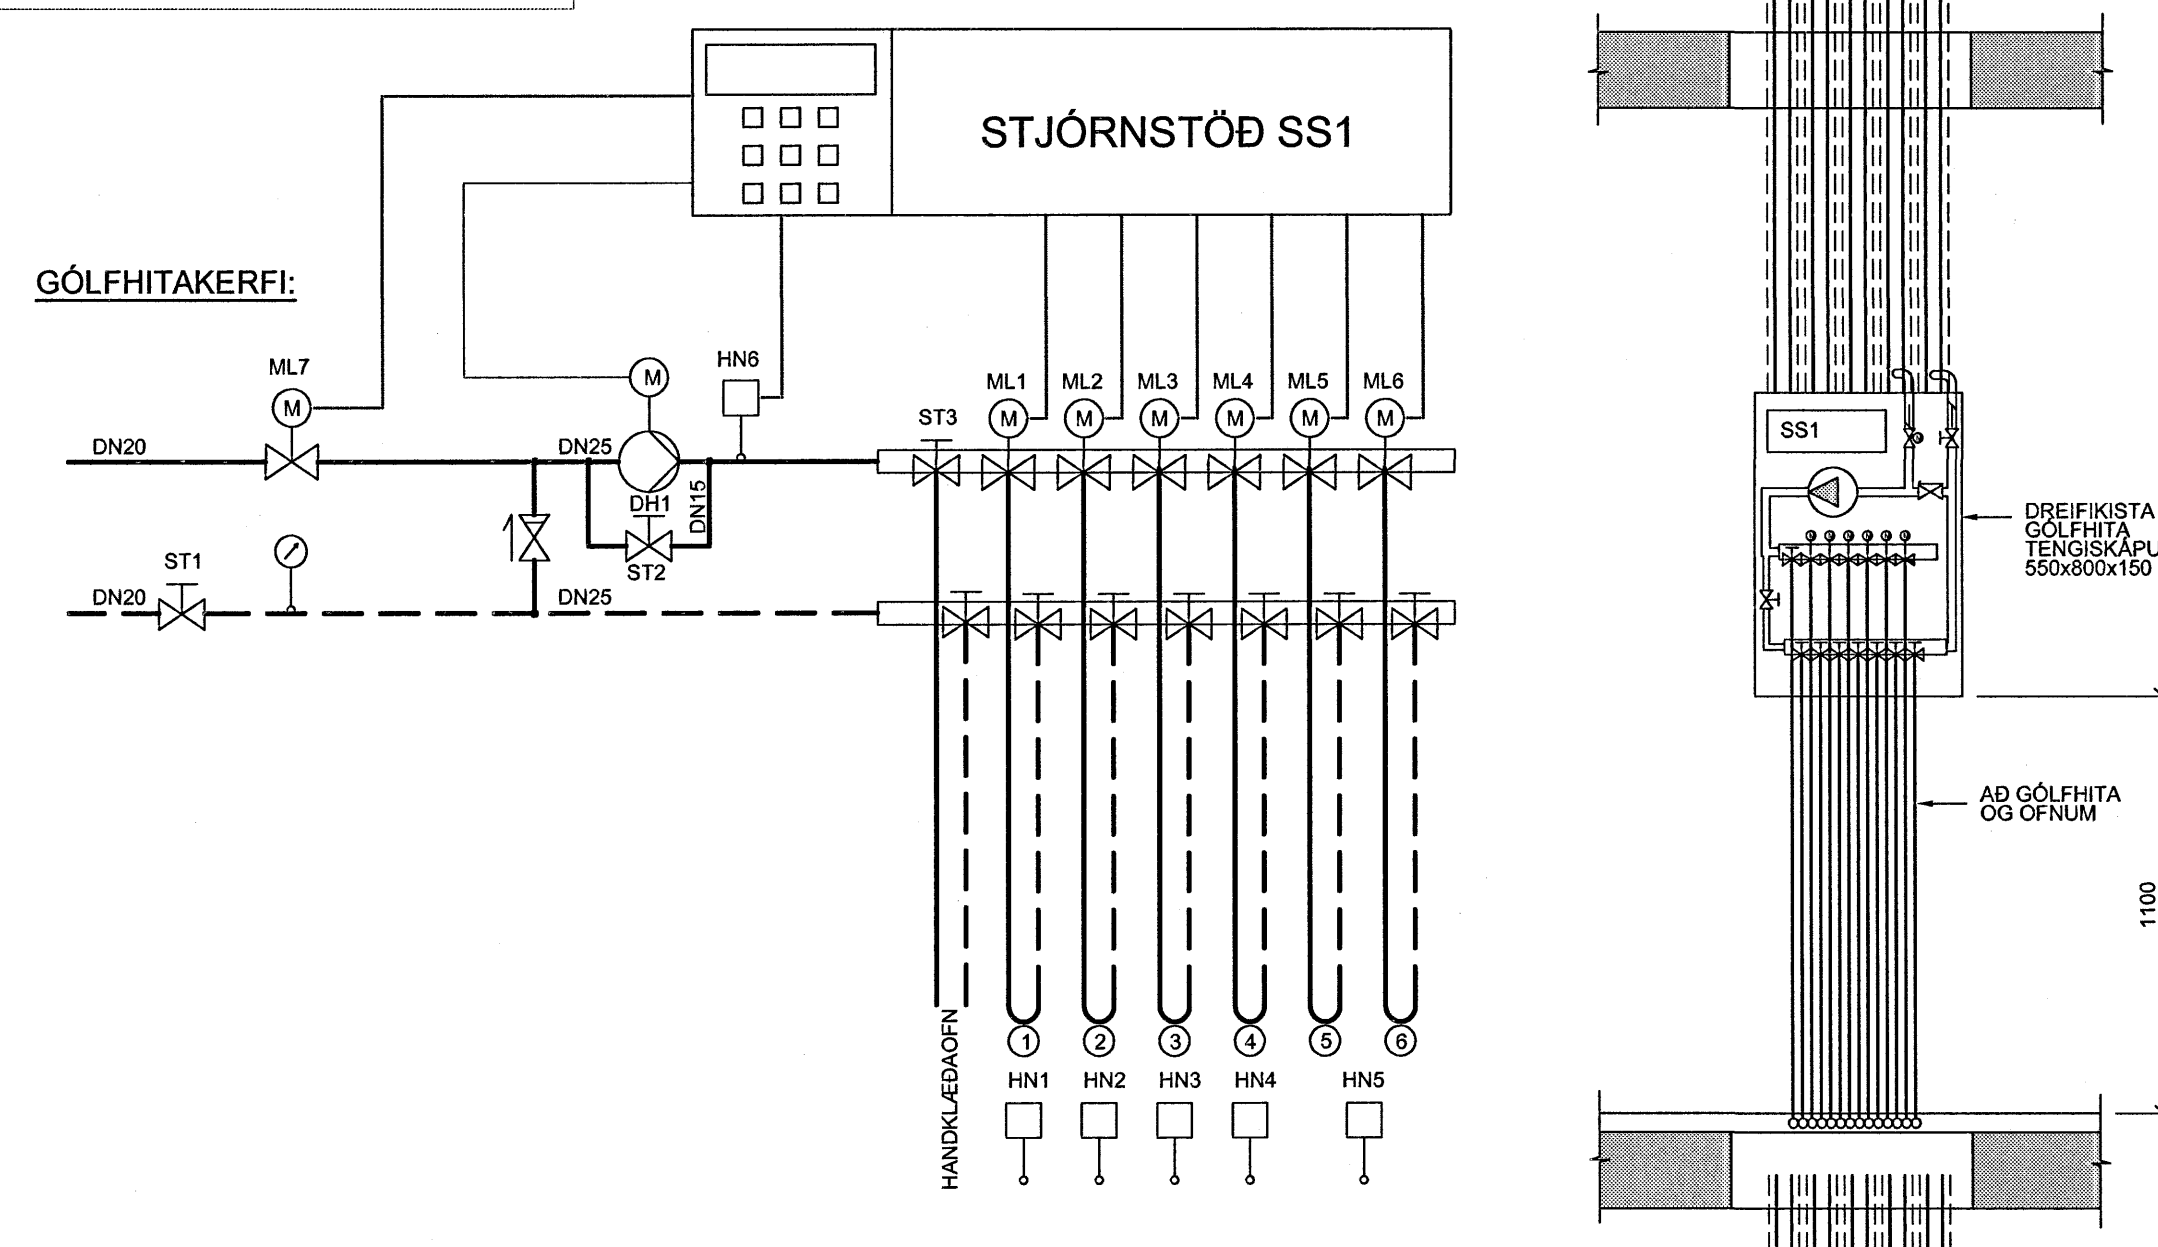 STJÓRNSTÖÐ SS1
GÓLFHITAKERFI:
ML7
M
M
HN6
ST3
ML1
ML2
ML3
ML4
ML5
ML6
M
M
M
M
M
M
DN20
DN25
DH1
DN15
ST2
ST1
DN20
DN25
HANDKLÆÐAOFN
1
2
3
4
5
6
HN1
HN2
HN3
HN4
HN5
SS1
DREIFIKISTA
GÓLFHITA
TENGISKÁPU
550x800x150
AÐ GÓLFHITA
OG OFNUM
1100